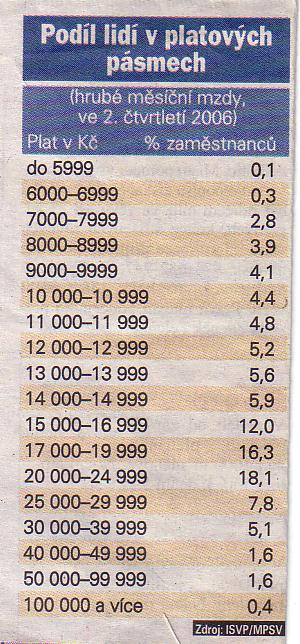 Podíl lidí v platových
pásmech
(hrubé měsíční mzdy,
ve 2. čtvrtletí 2006)
Plat v Kč % zaměstnanců
do 5999 0,1
6000–6999 0,3
7000–7999 2,8
8000–8999 3,9
9000–9999 4,1
10 000–10 999 4,4
11 000–11 999 4,8
12 000–12 999 5,2
13 000–13 999 5,6
14 000–14 999 5,9
15 000–16 999 12,0
17 000–19 999 16,3
20 000–24 999 18,1
25 000–29 999 7,8
30 000–39 999 5,1
40 000–49 999 1,6
50 000–99 999 1,6
100 000 a více 0,4
Zdroj: ISVP/MPSV